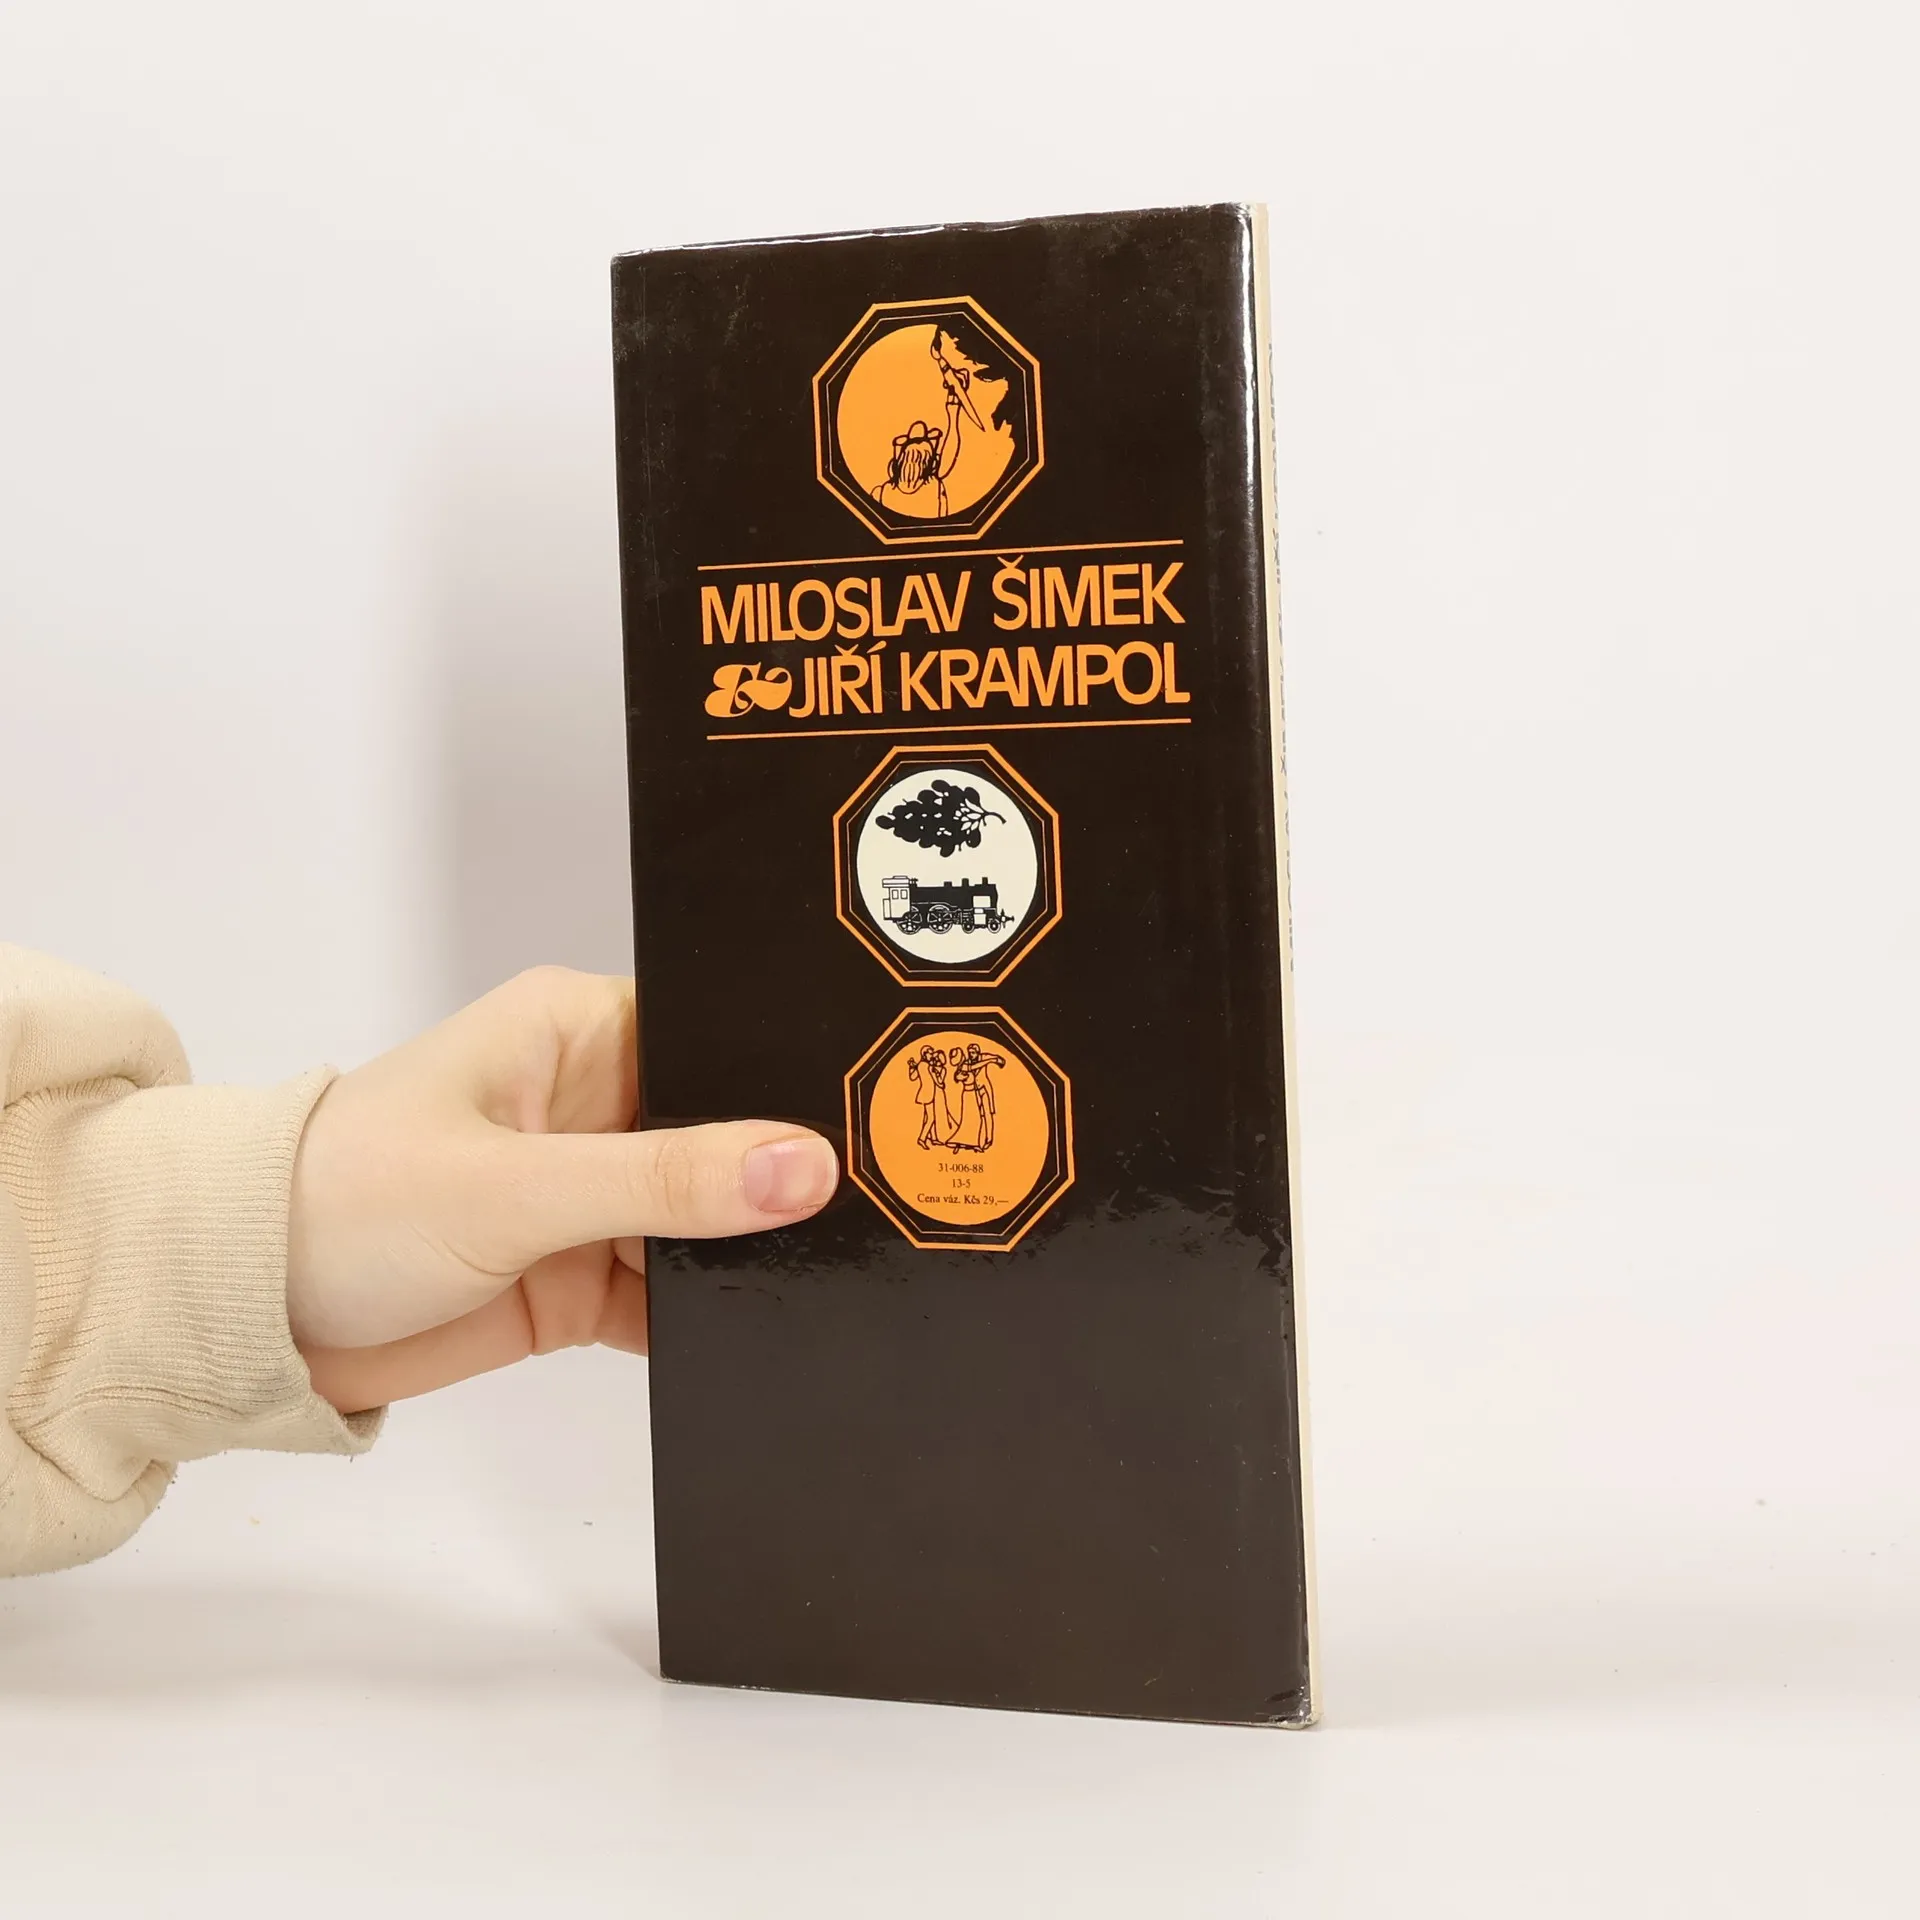 MILOSLAV ŠIMEK
& JIŘÍ KRAMPOL
31-006-88
13-5
Cena váz. Kčs 29,—